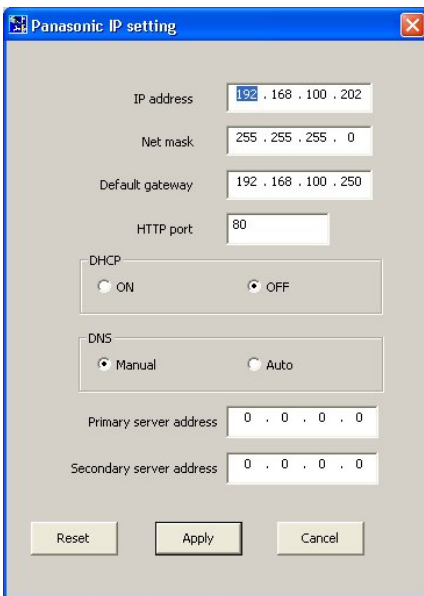 Panasonic IP setting
IP address 192 . 168 . 100 . 202
Net mask 255 . 255 . 255 . 0
Default gateway 192 . 168 . 100 . 250
HTTP port 80
DHCP
ON OFF
DNS
Manual Auto
Primary server address 0 . 0 . 0 . 0
Secondary server address 0 . 0 . 0 . 0
Reset Apply Cancel